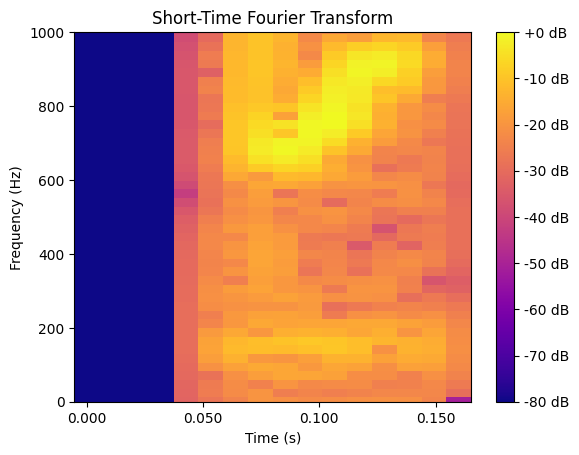 Short-Time Fourier Transform
1000
800
600
400
200
0
Frequency (Hz)
0.000
0.050
0.100
0.150
Time (s)
+0 dB
-10 dB
-20 dB
-30 dB
-40 dB
-50 dB
-60 dB
-70 dB
-80 dB